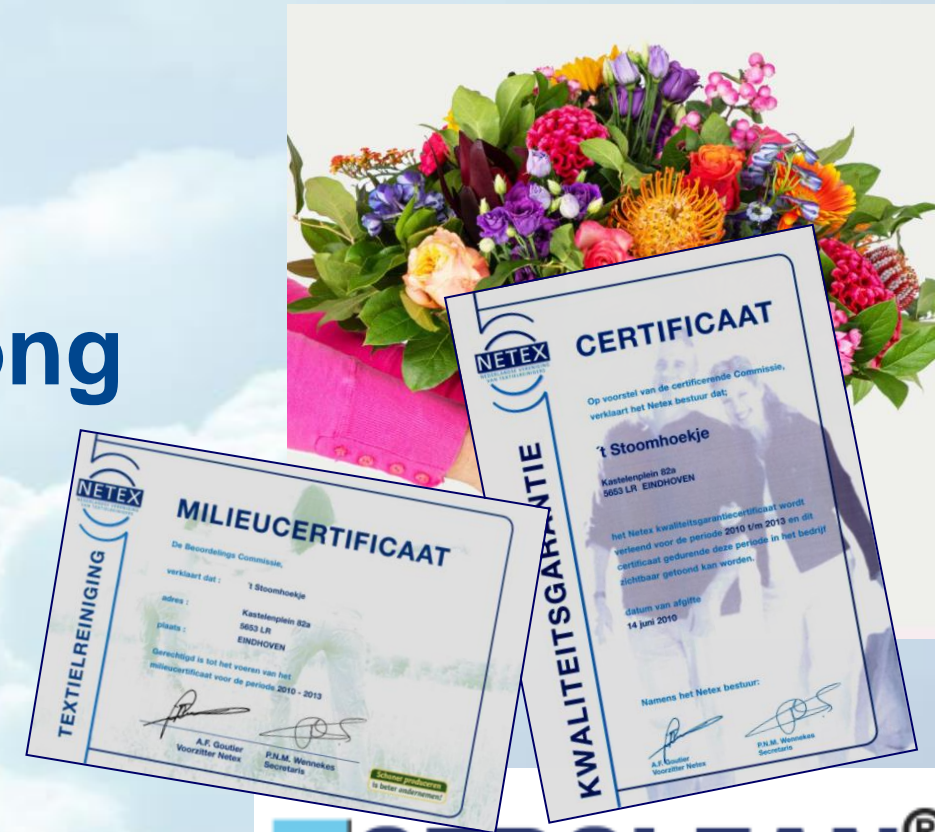 ong
NETEX
NEDERLANDSE VERENIGING
VAN TEXTIELREINIGERS
KWALITEITSGARANTIE
CERTIFICAAT
Op voorstel van de certificerende Commissie,
verklaart het Netex bestuur dat;
't Stoomhoekje
Kastelenplein 82a
5653 LR EINDHOVEN
het Netex kwaliteitsgarantiecertificaat wordt
verleend voor de periode 2010 t/m 2013 en dit
certificaat gedurende deze periode in het bedrijf
zichtbaar getoond kan worden.
datum van afgifte
14 juni 2010
Namens het Netex bestuur:
A.F. Goutier
Voorzitter Netex
P.N.M. Wennekes
Secretaris
NETEX
TEXTIELREINIGING
MILIEUCERTIFICAAT
De Beoordelings Commissie,
verklaart dat : 't Stoomhoekje
adres : Kastelenplein 82a
5653 LR
plaats : EINDHOVEN
Gerechtigd is tot het voeren van het
milieucertificaat voor de periode 2010 - 2013
A.F. Goutier
Voorzitter Netex
P.N.M. Wennekes
Secretaris
Schoner produceren
is beter ondernemen!